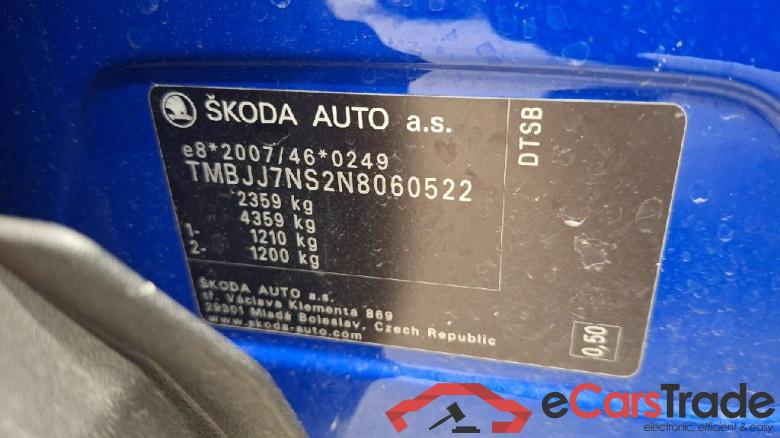 ŠKODA AUTO a.s.
e8*2007/46*0249
TMBJJ7NS2N8060522
2359 kg
4359 kg
1- 1210 kg
2- 1200 kg
ŠKODA AUTO a.s.
tř. Václava Klementa 869
29301 Mladá Boleslav, Czech Republic
www.skoda-auto.com
DTSB
0,50
eCarsTrade
electronic, efficient & easy